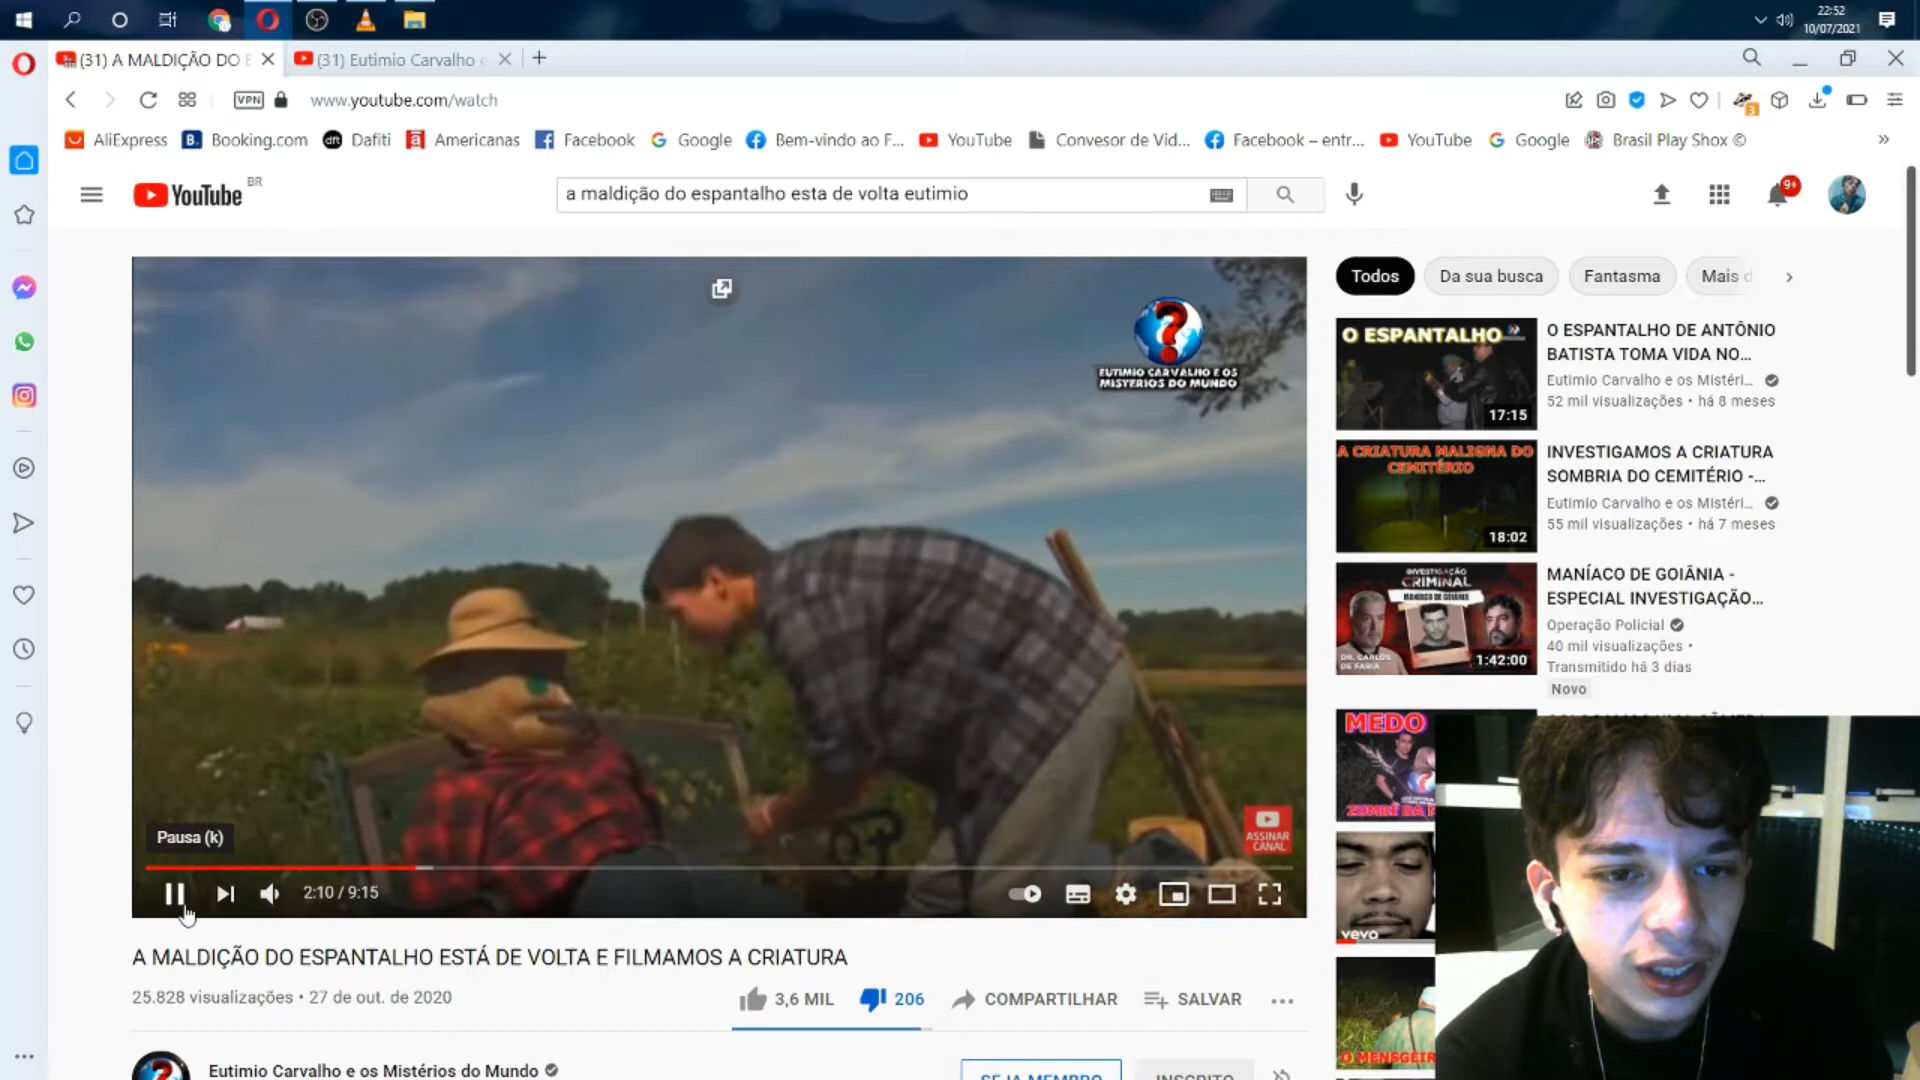 22:52
10/07/2021
(31) A MALDIÇÃO DO E
(31) Eutimio Carvalho e
VPN
www.youtube.com/watch
3
AliExpress
Booking.com
Dafiti
Americanas
Facebook
Google
Bem-vindo ao F...
YouTube
Convesor de Vid...
Facebook – entr...
YouTube
Google
Brasil Play Shox ©
YouTube BR
a maldição do espantalho esta de volta eutimio
9+
EUTIMIO CARVALHO E OS
MISTERIOS DO MUNDO
ASSINAR
CANAL
Pausa (k)
2:10 / 9:15
A MALDIÇÃO DO ESPANTALHO ESTÁ DE VOLTA E FILMAMOS A CRIATURA
25.828 visualizações • 27 de out. de 2020
3,6 MIL
206
COMPARTILHAR
SALVAR
Eutimio Carvalho e os Mistérios do Mundo
SEJA MEMBRO
INSCRITO
Todos
Da sua busca
Fantasma
Mais d
O ESPANTALHO
17:15
O ESPANTALHO DE ANTÔNIO
BATISTA TOMA VIDA NO...
Eutimio Carvalho e os Mistéri...
52 mil visualizações • há 8 meses
A CRIATURA MALIGNA DO
CEMITÉRIO
18:02
INVESTIGAMOS A CRIATURA
SOMBRIA DO CEMITÉRIO -...
Eutimio Carvalho e os Mistéri...
55 mil visualizações • há 7 meses
INVESTIGAÇÃO
CRIMINAL
MANÍACO DE GOIÂNIA
DR. CARLOS
DE FARIA
1:42:00
MANÍACO DE GOIÂNIA -
ESPECIAL INVESTIGAÇÃO...
Operação Policial
40 mil visualizações •
Transmitido há 3 dias
Novo
MEDO
ZUMBÍ DA
vevo
O MENSGEIR